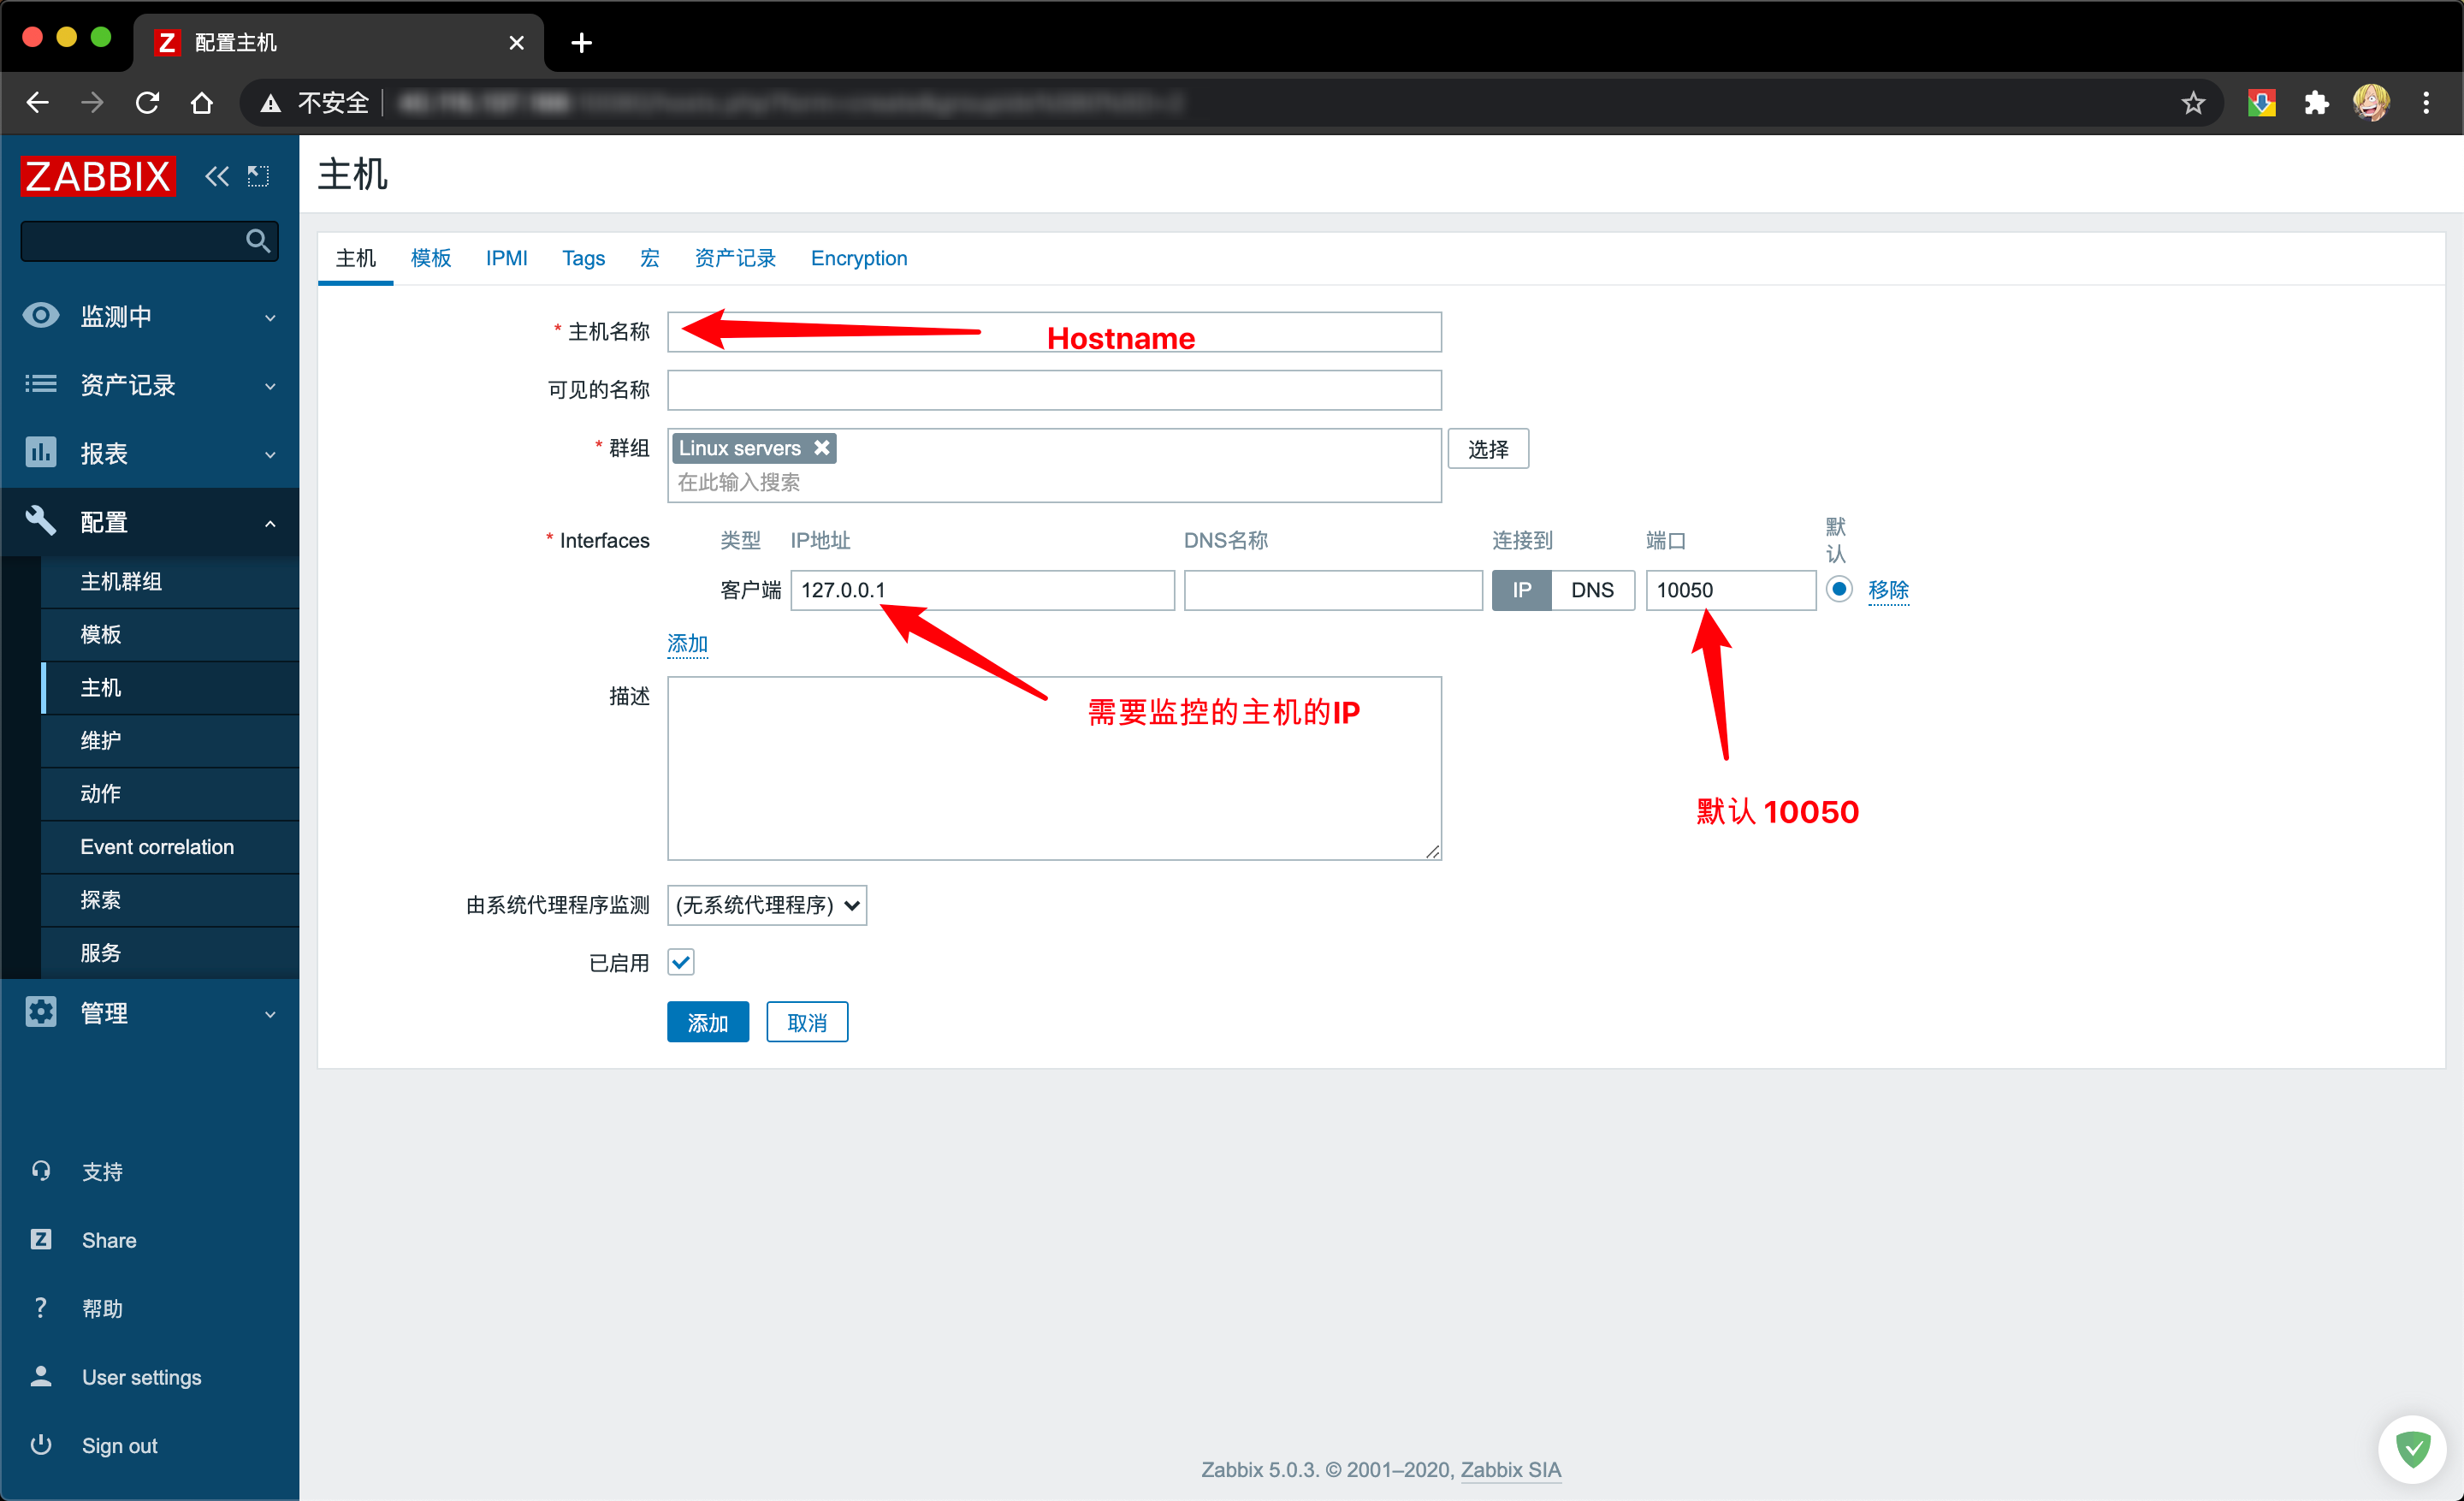 Z 配置主机
不安全
ZABBIX
主机
主机 模板 IPMI Tags 宏 资产记录 Encryption
监测中
资产记录
报表
配置
主机群组
模板
主机
维护
动作
Event correlation
探索
服务
管理
支持
Z Share
? 帮助
User settings
Sign out
* 主机名称
Hostname
可见的名称
* 群组 Linux servers 选择
在此输入搜索
* Interfaces 类型 IP地址 DNS名称 连接到 端口 默认
客户端 127.0.0.1 IP DNS 10050 移除
添加
描述
需要监控的主机的IP
默认 10050
由系统代理程序监测 (无系统代理程序)
已启用
添加 取消
Zabbix 5.0.3. © 2001–2020, Zabbix SIA